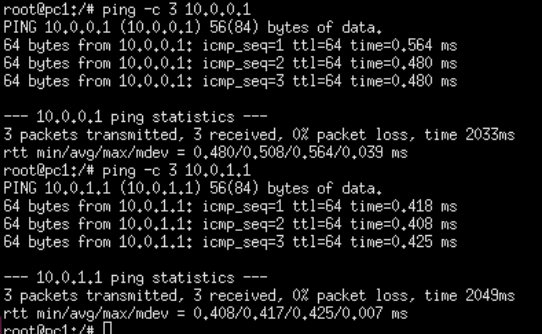 root@pc1:/# ping -c 3 10.0.0.1
PING 10.0.0.1 (10.0.0.1) 56(84) bytes of data.
64 bytes from 10.0.0.1: icmp_seq=1 ttl=64 time=0.564 ms
64 bytes from 10.0.0.1: icmp_seq=2 ttl=64 time=0.480 ms
64 bytes from 10.0.0.1: icmp_seq=3 ttl=64 time=0.480 ms

--- 10.0.0.1 ping statistics ---
3 packets transmitted, 3 received, 0% packet loss, time 2033ms
rtt min/avg/max/mdev = 0.480/0.508/0.564/0.039 ms
root@pc1:/# ping -c 3 10.0.1.1
PING 10.0.1.1 (10.0.1.1) 56(84) bytes of data.
64 bytes from 10.0.1.1: icmp_seq=1 ttl=64 time=0.418 ms
64 bytes from 10.0.1.1: icmp_seq=2 ttl=64 time=0.408 ms
64 bytes from 10.0.1.1: icmp_seq=3 ttl=64 time=0.425 ms

--- 10.0.1.1 ping statistics ---
3 packets transmitted, 3 received, 0% packet loss, time 2049ms
rtt min/avg/max/mdev = 0.408/0.417/0.425/0.007 ms
root@pc1:/#